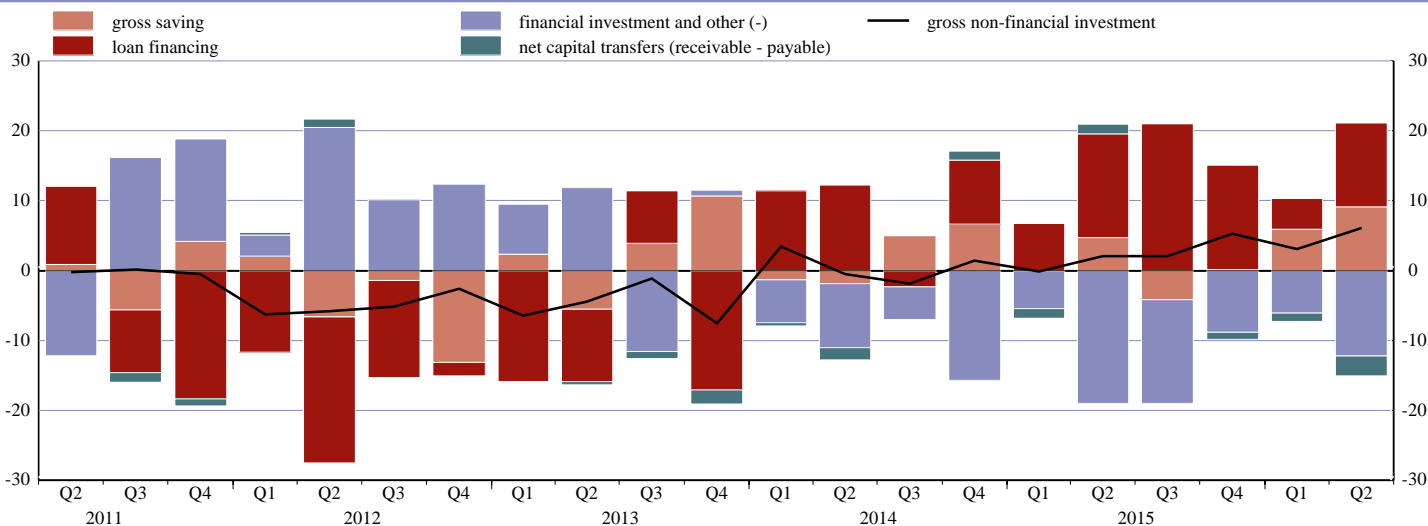 gross saving
financial investment and other (-)
gross non-financial investment
loan financing
net capital transfers (receivable - payable)
30 30
20 20
10 10
0 0
-10 -10
-20 -20
-30 -30
Q2 Q3 Q4 Q1 Q2 Q3 Q4 Q1 Q2 Q3 Q4 Q1 Q2 Q3 Q4 Q1 Q2 Q3 Q4 Q1 Q2
2011 2012 2013 2014 2015